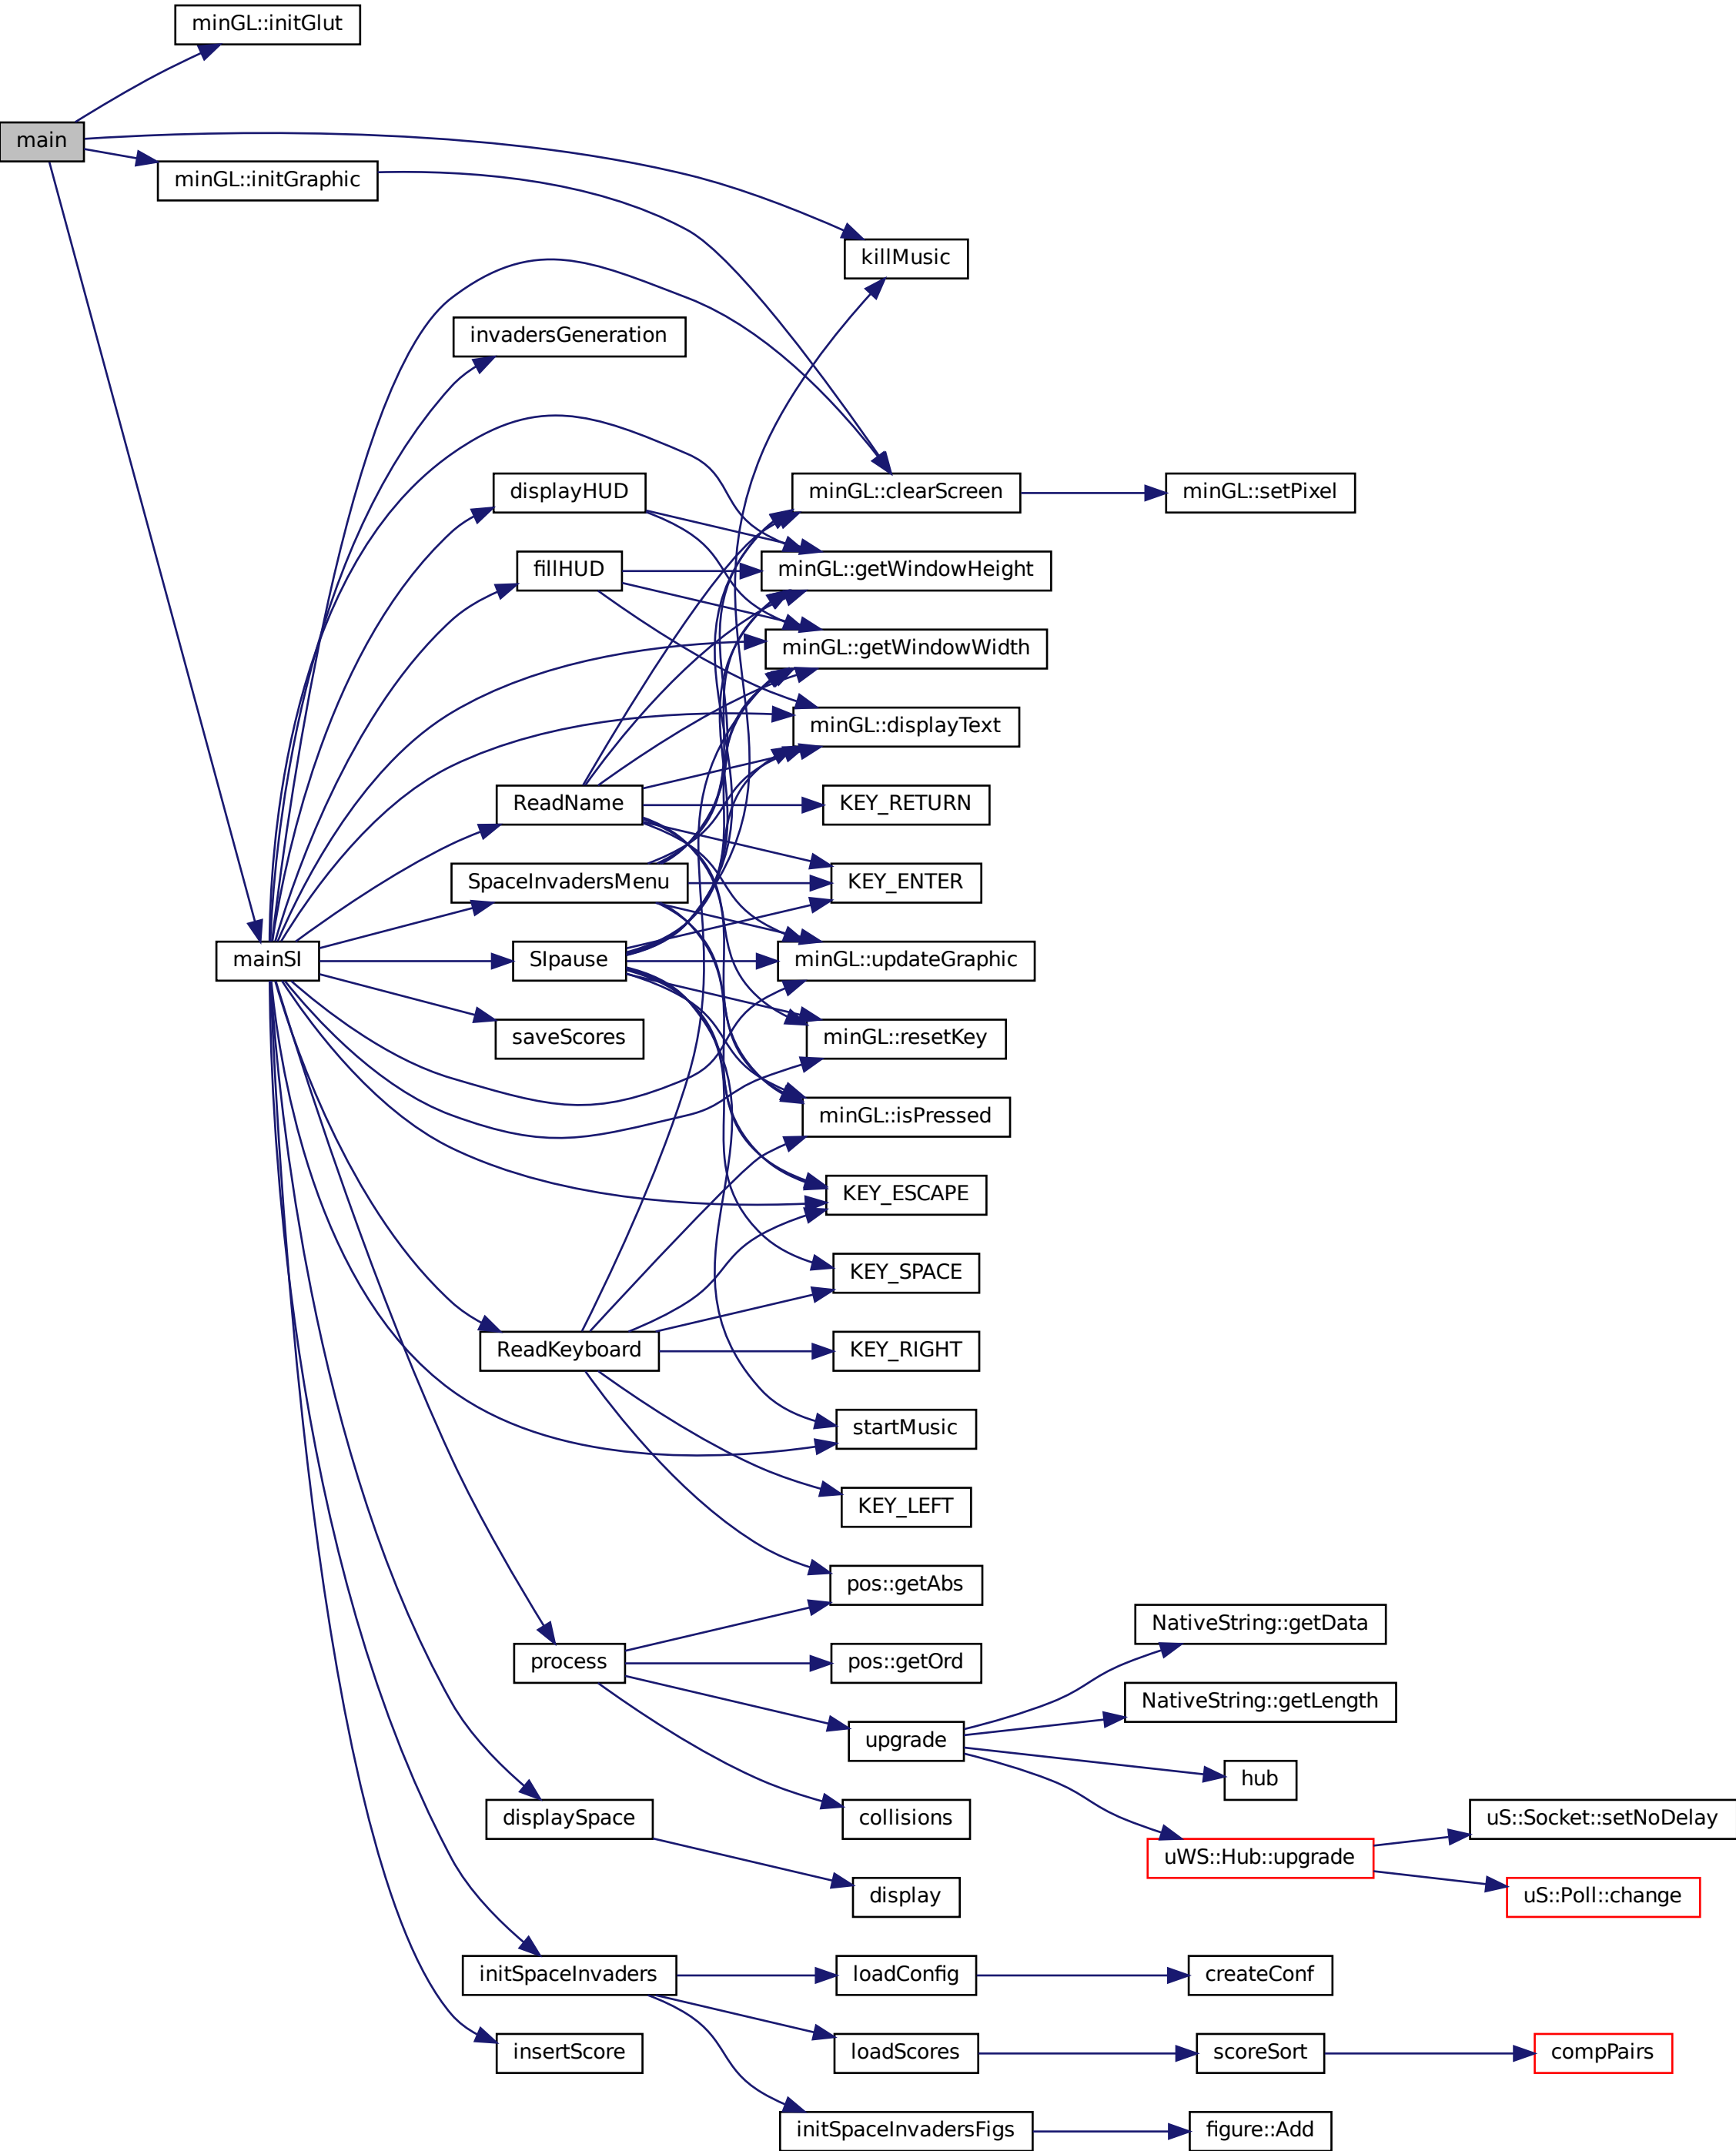 minGL::initGlut
main
minGL::initGraphic
killMusic
invadersGeneration
displayHUD
minGL::clearScreen
minGL::setPixel
fillHUD
minGL::getWindowHeight
minGL::getWindowWidth
minGL::displayText
ReadName
KEY_RETURN
SpaceInvadersMenu
KEY_ENTER
mainSI
SIpause
minGL::updateGraphic
saveScores
minGL::resetKey
minGL::isPressed
KEY_ESCAPE
KEY_SPACE
ReadKeyboard
KEY_RIGHT
startMusic
KEY_LEFT
pos::getAbs
NativeString::getData
process
pos::getOrd
NativeString::getLength
upgrade
hub
displaySpace
collisions
uS::Socket::setNoDelay
uWS::Hub::upgrade
display
uS::Poll::change
initSpaceInvaders
loadConfig
createConf
insertScore
loadScores
scoreSort
compPairs
initSpaceInvadersFigs
figure::Add